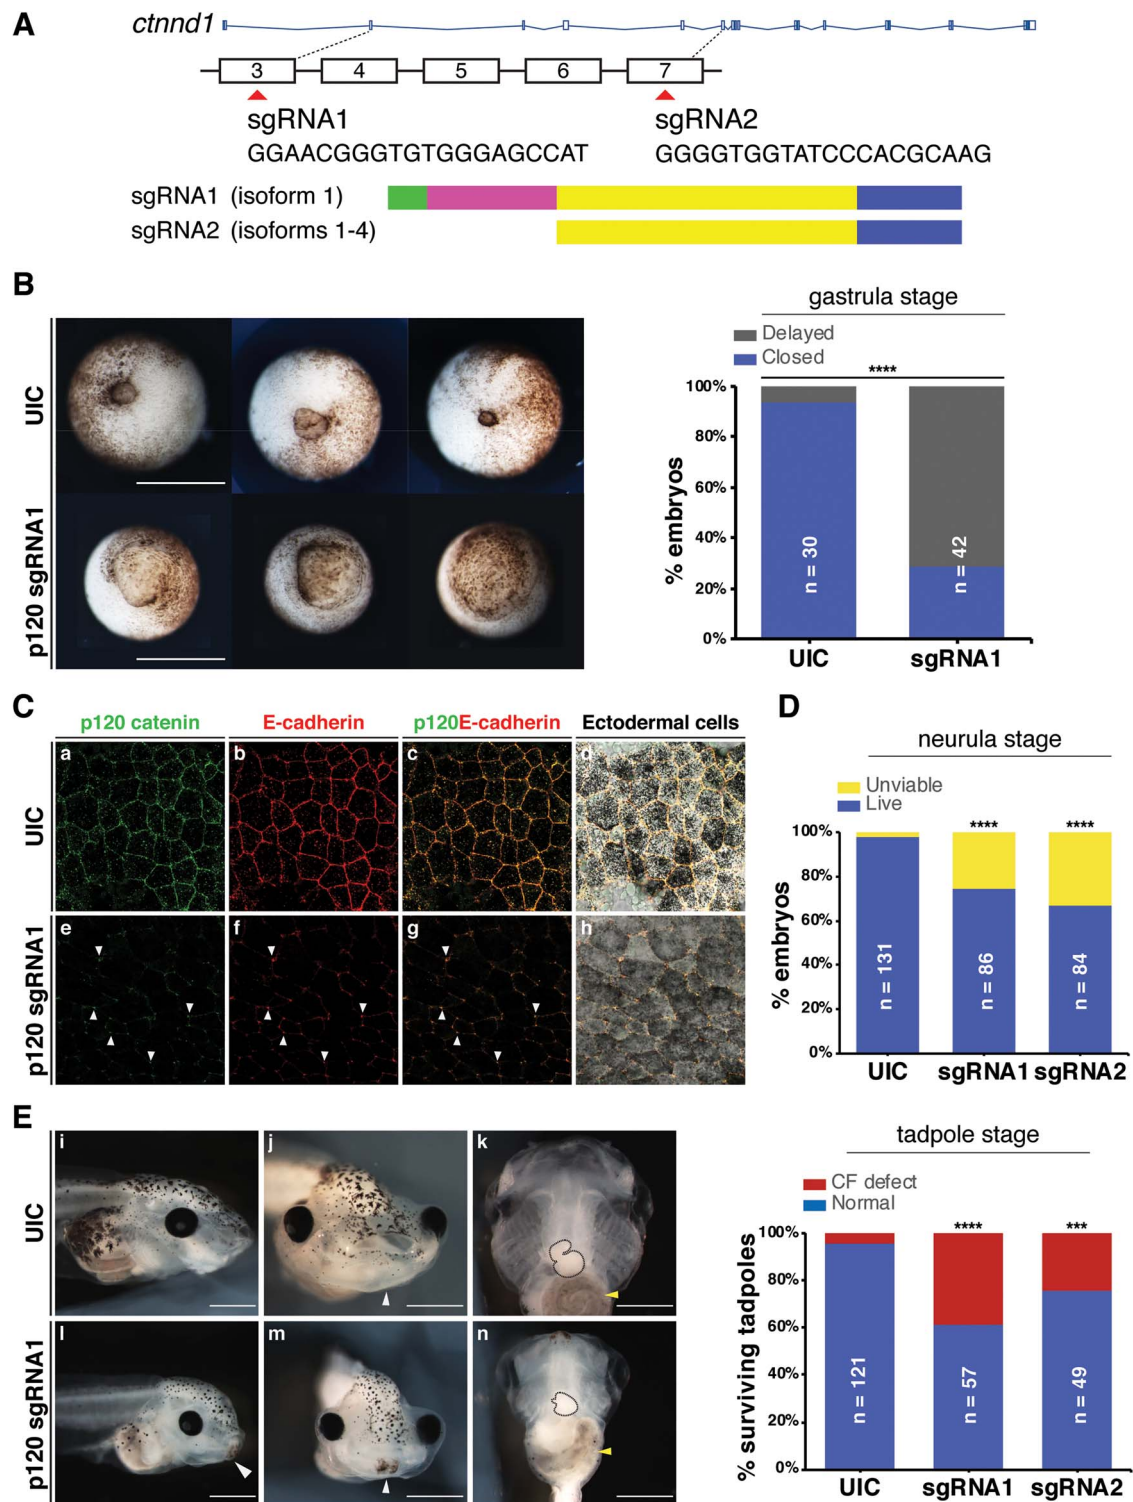 A
ctnnd1
3 4 5 6 7
sgRNA1 sgRNA2
GGAACGGGTGTGGGAGCCAT GGGGTGGTATCCCACGCAAG
sgRNA1 (isoform 1)
sgRNA2 (isoforms 1-4)
B
UIC
p120 sgRNA1
gastrula stage
Delayed
Closed
****
% embryos
100%
80%
60%
40%
20%
0%
n = 30
n = 42
UIC sgRNA1
C
p120 catenin E-cadherin p120E-cadherin Ectodermal cells
UIC
a b c d
p120 sgRNA1
e f g h
D
neurula stage
Unviable
Live
**** ****
% embryos
100%
80%
60%
40%
20%
0%
n = 131
n = 86
n = 84
UIC sgRNA1 sgRNA2
E
UIC
i j k
p120 sgRNA1
l m n
tadpole stage
CF defect
Normal
**** ***
% surviving tadpoles
100%
80%
60%
40%
20%
0%
n = 121
n = 57
n = 49
UIC sgRNA1 sgRNA2